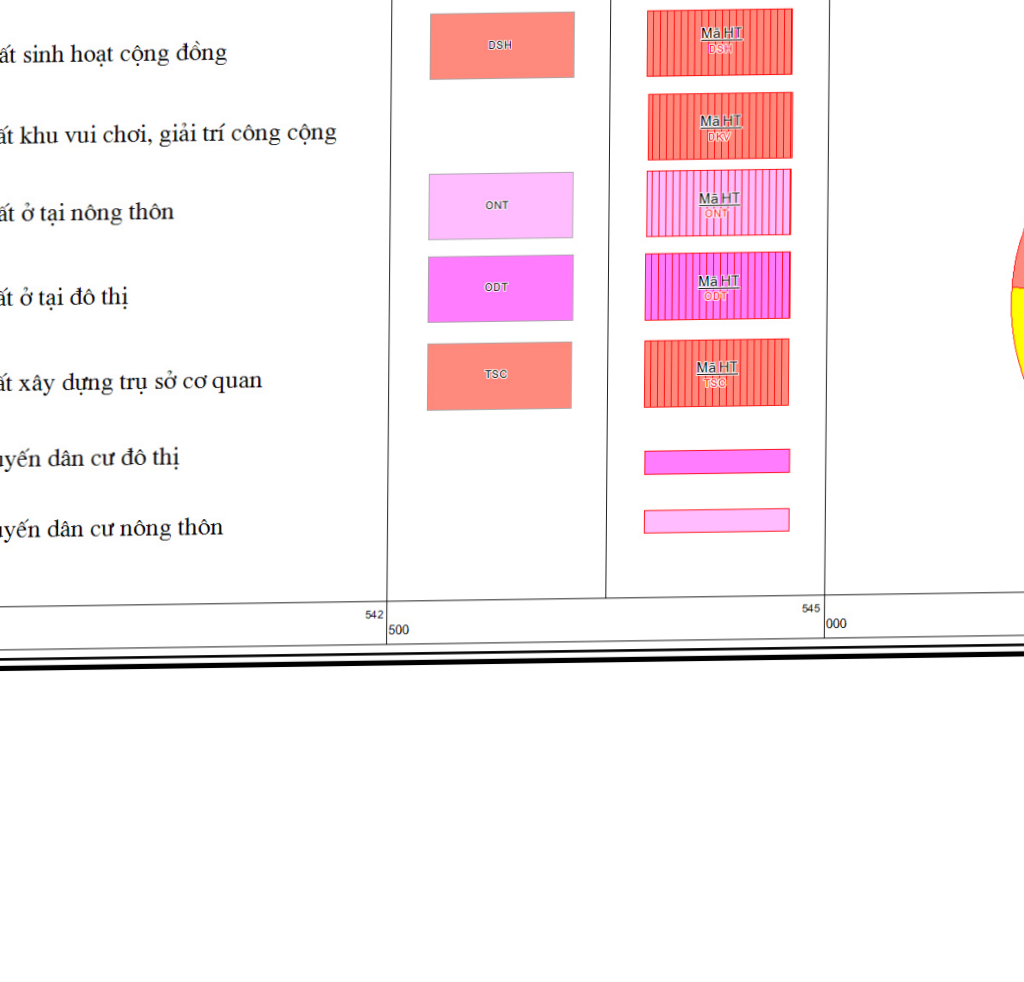 ất sinh hoạt cộng đồng
DSH
Mã HT
DSH
ất khu vui chơi, giải trí công cộng
Mã HT
DKV
ất ở tại nông thôn
ONT
Mã HT
ONT
ất ở tại đô thị
ODT
Mã HT
ODT
ất xây dựng trụ sở cơ quan
TSC
Mã HT
TSC
uyến dân cư đô thị
uyến dân cư nông thôn
542
500
545
000